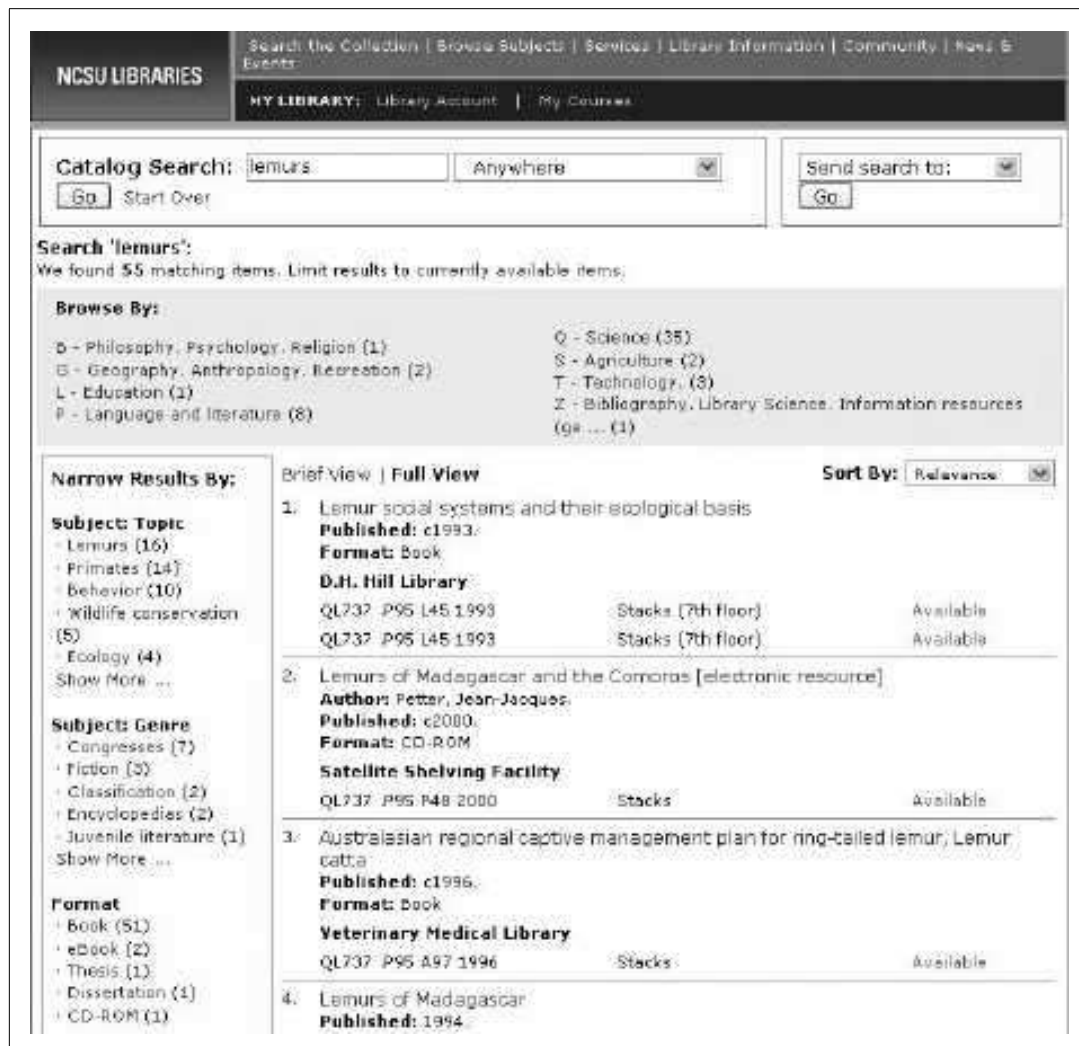 NCSU LIBRARIES
Search the Collection | Browse Subjects | Services | Library Information | Community | News &
Events
MY LIBRARY: Library Account | My Courses
Catalog Search: lemurs Anywhere
Go Start Over
Send search to:
Go
Search 'lemurs':
We found 55 matching items. Limit results to currently available items.
Browse By:
B - Philosophy, Psychology, Religion (1)
G - Geography, Anthropology, Recreation (2)
L - Education (1)
P - Language and literature (8)
Q - Science (35)
S - Agriculture (2)
T - Technology. (3)
Z - Bibliography, Library Science, Information resources
(ge ... (1)
Narrow Results By:
Subject: Topic
Lemurs (16)
Primates (14)
Behavior (10)
Wildlife conservation
(5)
Ecology (4)
Show More ...
Subject: Genre
Congresses (7)
Fiction (3)
Classification (2)
Encyclopedias (2)
Juvenile literature (1)
Show More ...
Format
Book (51)
eBook (2)
Thesis (1)
Dissertation (1)
CD-ROM (1)
Brief View | Full View
Sort By: Relevance
1. Lemur social systems and their ecological basis
Published: c1993.
Format: Book
D.H. Hill Library
QL737 .P95 L45 1993 Stacks (7th floor) Available
QL737 .P95 L45 1993 Stacks (7th floor) Available
2. Lemurs of Madagascar and the Comoros [electronic resource]
Author: Petter, Jean-Jacques.
Published: c2000.
Format: CD-ROM
Satellite Shelving Facility
QL737 .P95 P48 2000 Stacks Available
3. Australasian regional captive management plan for ring-tailed lemur, Lemur
catta
Published: c1996.
Format: Book
Veterinary Medical Library
QL737 .P95 A97 1996 Stacks Available
4. Lemurs of Madagascar
Published: 1994.